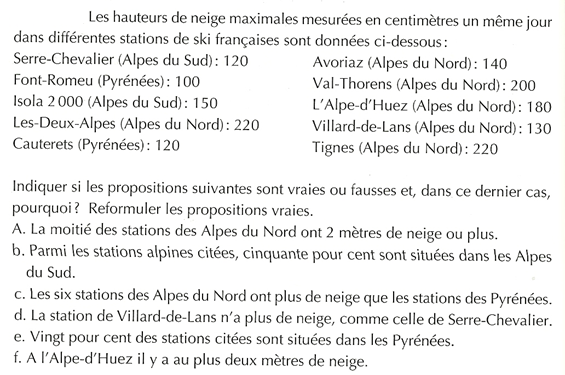 Les hauteurs de neige maximales mesurées en centimètres un même jour
dans différentes stations de ski françaises sont données ci-dessous :
Serre-Chevalier (Alpes du Sud) : 120
Avoriaz (Alpes du Nord) : 140
Font-Romeu (Pyrénées) : 100
Val-Thorens (Alpes du Nord) : 200
Isola 2 000 (Alpes du Sud) : 150
L'Alpe-d'Huez (Alpes du Nord) : 180
Les-Deux-Alpes (Alpes du Nord) : 220
Villard-de-Lans (Alpes du Nord) : 130
Cauterets (Pyrénées) : 120
Tignes (Alpes du Nord) : 220
Indiquer si les propositions suivantes sont vraies ou fausses et, dans ce dernier cas,
pourquoi ? Reformuler les propositions vraies.
A. La moitié des stations des Alpes du Nord ont 2 mètres de neige ou plus.
b. Parmi les stations alpines citées, cinquante pour cent sont situées dans les Alpes
du Sud.
c. Les six stations des Alpes du Nord ont plus de neige que les stations des Pyrénées.
d. La station de Villard-de-Lans n'a plus de neige, comme celle de Serre-Chevalier.
e. Vingt pour cent des stations citées sont situées dans les Pyrénées.
f. A l'Alpe-d'Huez il y a au plus deux mètres de neige.